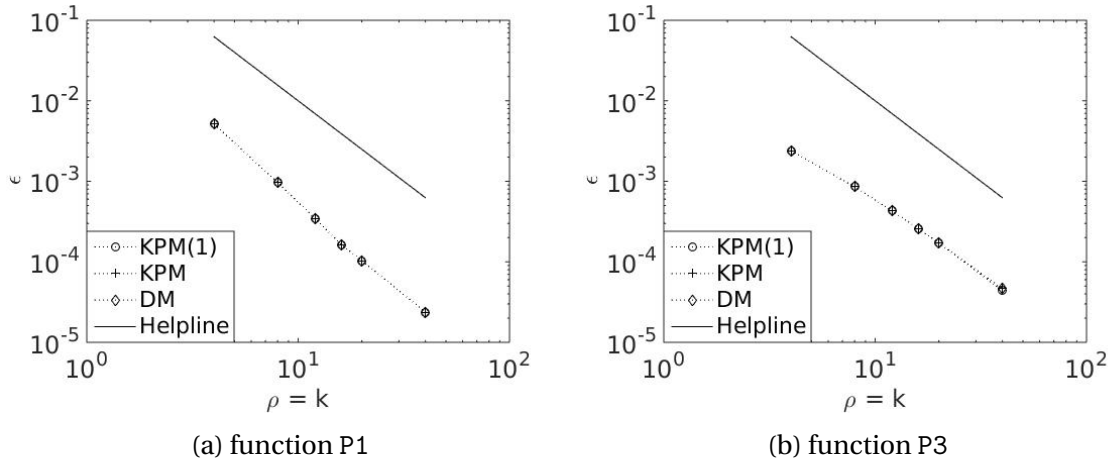 10^-1
10^-2
10^-3
10^-4
10^-5
ϵ
KPM(1)
KPM
DM
Helpline
10^0
10^1
10^2
ρ = k
(a) function P1
10^-1
10^-2
10^-3
10^-4
10^-5
ϵ
KPM(1)
KPM
DM
Helpline
10^0
10^1
10^2
ρ = k
(b) function P3